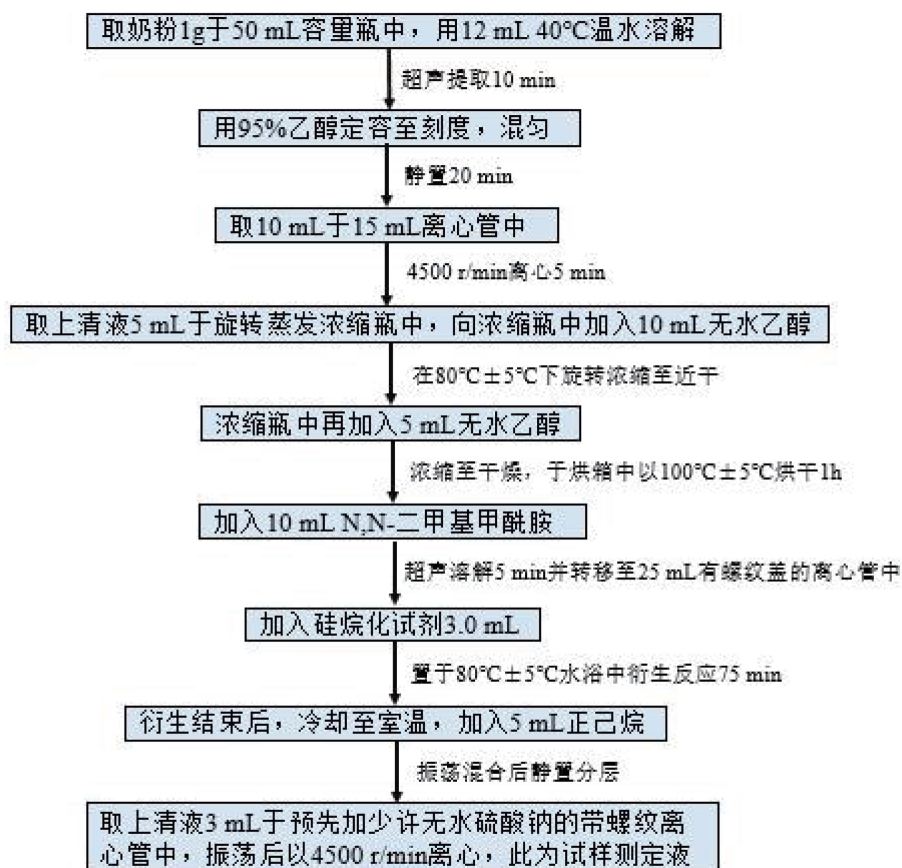 取奶粉1g于50 mL容量瓶中，用12 mL 40℃温水溶解
超声提取10 min
用95%乙醇定容至刻度，混匀
静置20 min
取10 mL于15 mL离心管中
4500 r/min离心5 min
取上清液5 mL于旋转蒸发浓缩瓶中，向浓缩瓶中加入10 mL无水乙醇
在80℃±5℃下旋转浓缩至近干
浓缩瓶中再加入5 mL无水乙醇
浓缩至干燥，于烘箱中以100℃±5℃烘干1h
加入10 mL N,N-二甲基甲酰胺
超声溶解5 min并转移至25 mL有螺纹盖的离心管中
加入硅烷化试剂3.0 mL
置于80℃±5℃水浴中衍生反应75 min
衍生结束后，冷却至室温，加入5 mL正己烷
振荡混合后静置分层
取上清液3 mL于预先加少许无水硫酸钠的带螺纹离
心管中，振荡后以4500 r/min离心，此为试样测定液